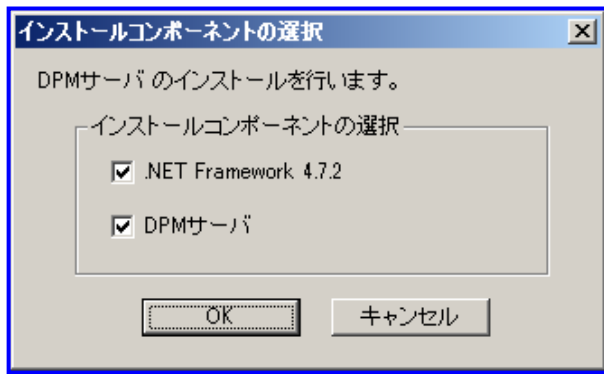 インストールコンポーネントの選択
DPMサーバ のインストールを行います。
インストールコンポーネントの選択
.NET Framework 4.7.2
DPMサーバ
OK
キャンセル